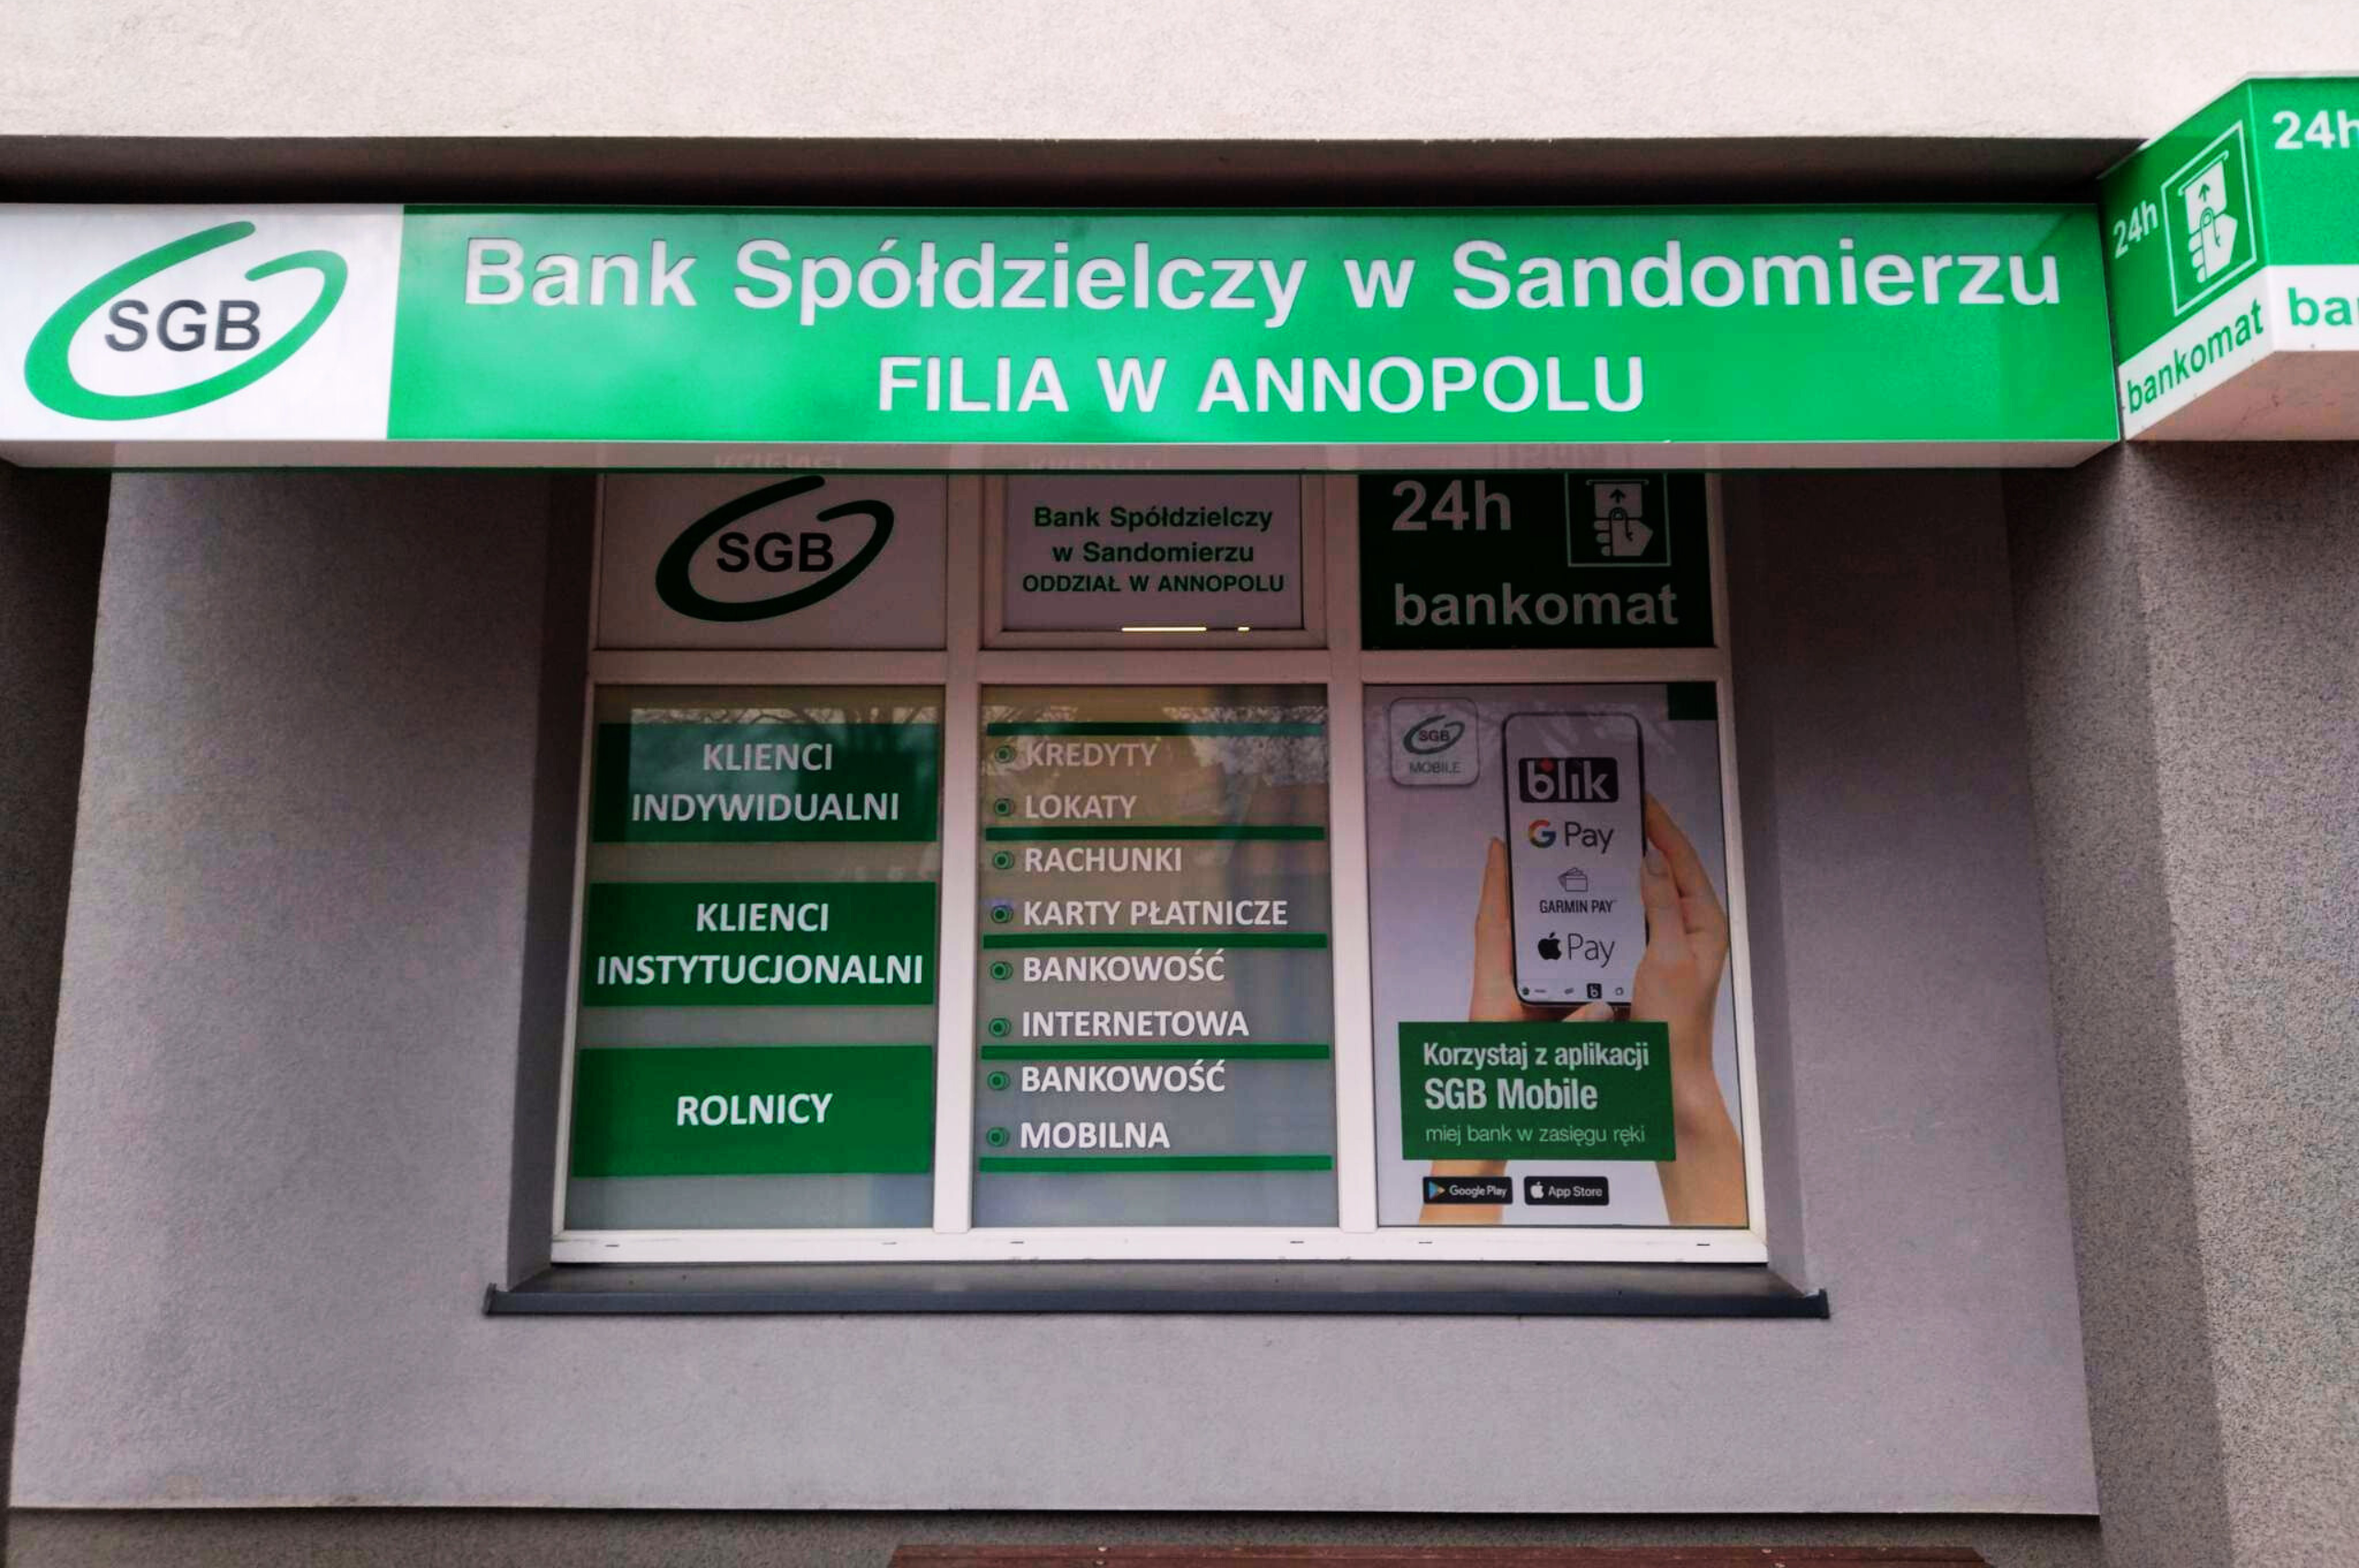 SGB
Bank Spółdzielczy w Sandomierzu
FILIA W ANNOPOLU
24h
bankomat
24h
SGB
Bank Spółdzielczy
w Sandomierzu
ODDZIAŁ W ANNOPOLU
24h
bankomat
KLIENCI
INDYWIDUALNI
KLIENCI
INSTYTUCJONALNI
ROLNICY
KREDYTY
LOKATY
RACHUNKI
KARTY PŁATNICZE
BANKOWOŚĆ
INTERNETOWA
BANKOWOŚĆ
MOBILNA
SGB
MOBILE
blik
G Pay
GARMIN PAY
Pay
Korzystaj z aplikacji
SGB Mobile
miej bank w zasięgu ręki
Google Play
App Store